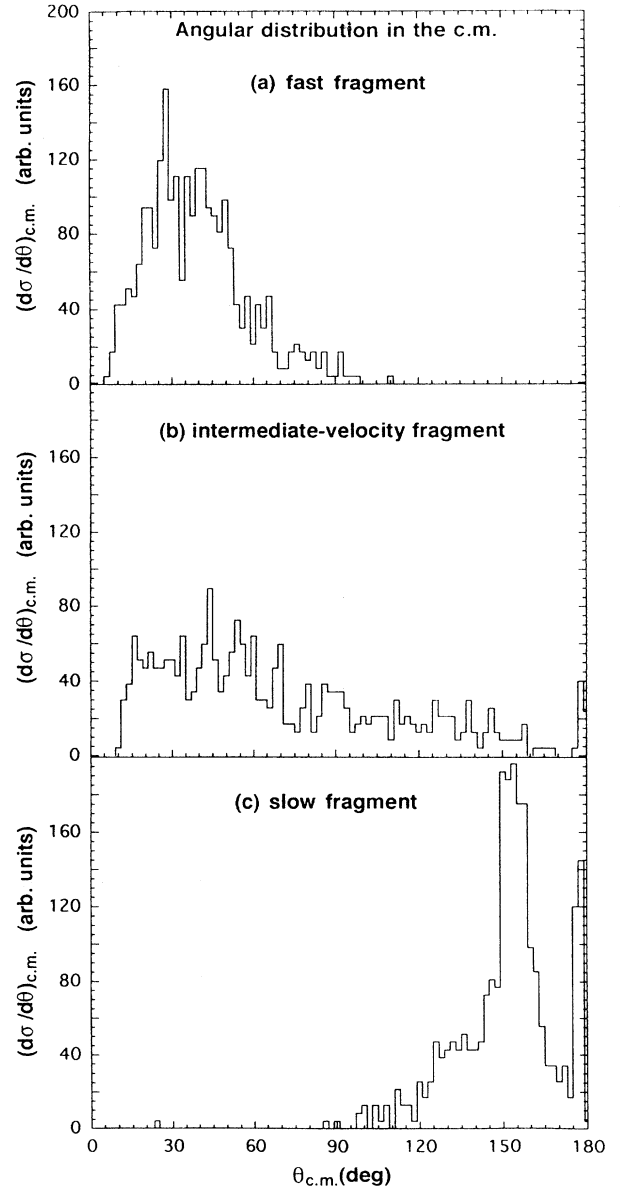 Angular distribution in the c.m.
(a) fast fragment
(dσ/dθ)c.m. (arb. units)
200
160
120
80
40
0
(b) intermediate-velocity fragment
(dσ/dθ)c.m. (arb. units)
160
120
80
40
0
(c) slow fragment
(dσ/dθ)c.m. (arb. units)
160
120
80
40
0
0 30 60 90 120 150 180
θc.m.(deg)